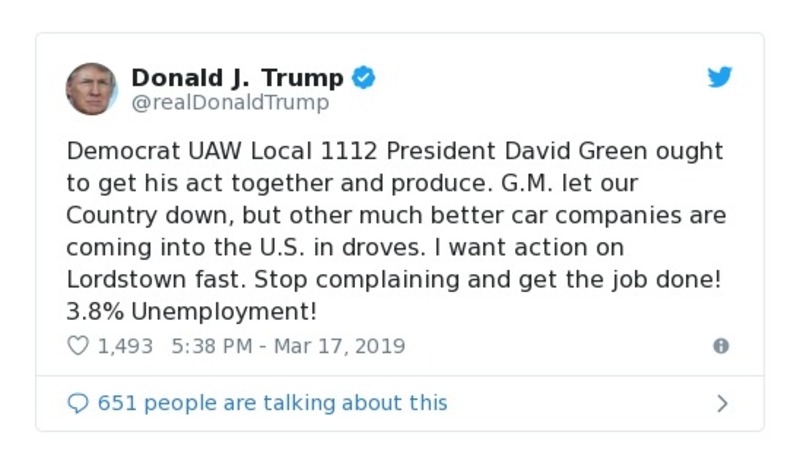 Donald J. Trump
@realDonaldTrump
Democrat UAW Local 1112 President David Green ought
to get his act together and produce. G.M. let our
Country down, but other much better car companies are
coming into the U.S. in droves. I want action on
Lordstown fast. Stop complaining and get the job done!
3.8% Unemployment!
1,493 5:38 PM - Mar 17, 2019
651 people are talking about this